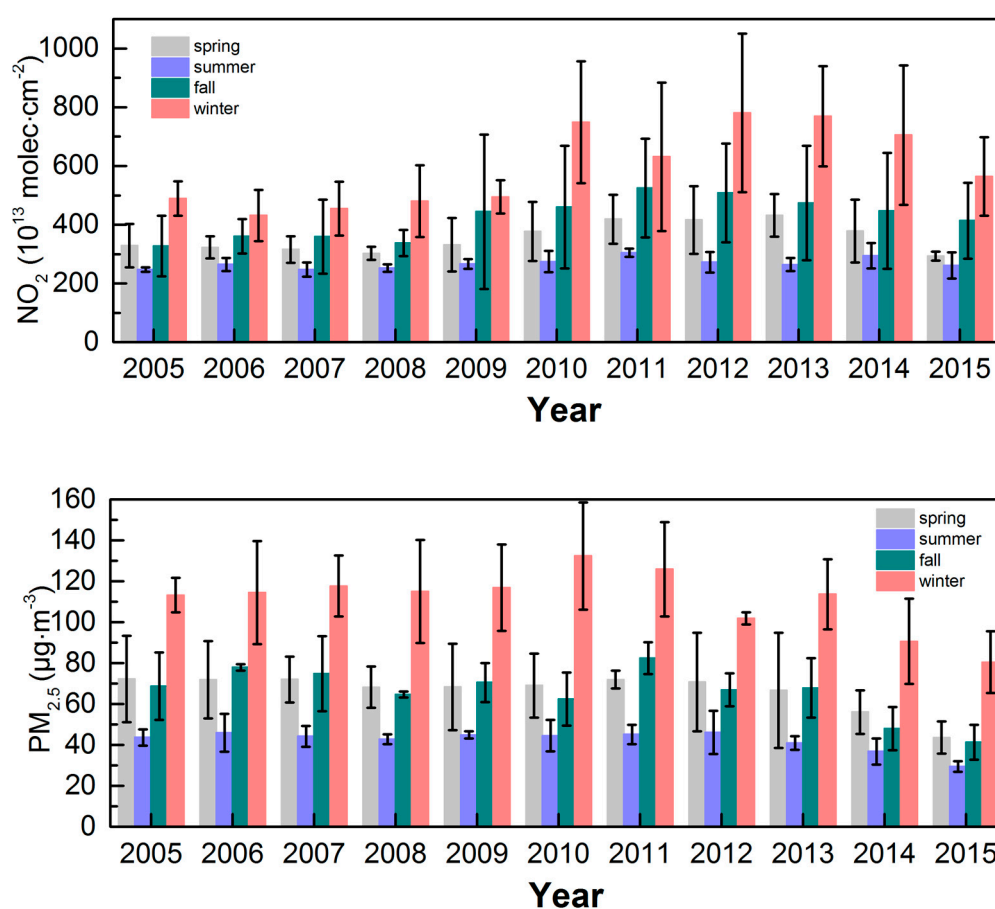 NO₂ (10¹³ molec·cm⁻²)
1000
800
600
400
200
0
spring
summer
fall
winter
2005 2006 2007 2008 2009 2010 2011 2012 2013 2014 2015
Year
PM₂.₅ (μg·m⁻³)
160
140
120
100
80
60
40
20
0
spring
summer
fall
winter
2005 2006 2007 2008 2009 2010 2011 2012 2013 2014 2015
Year